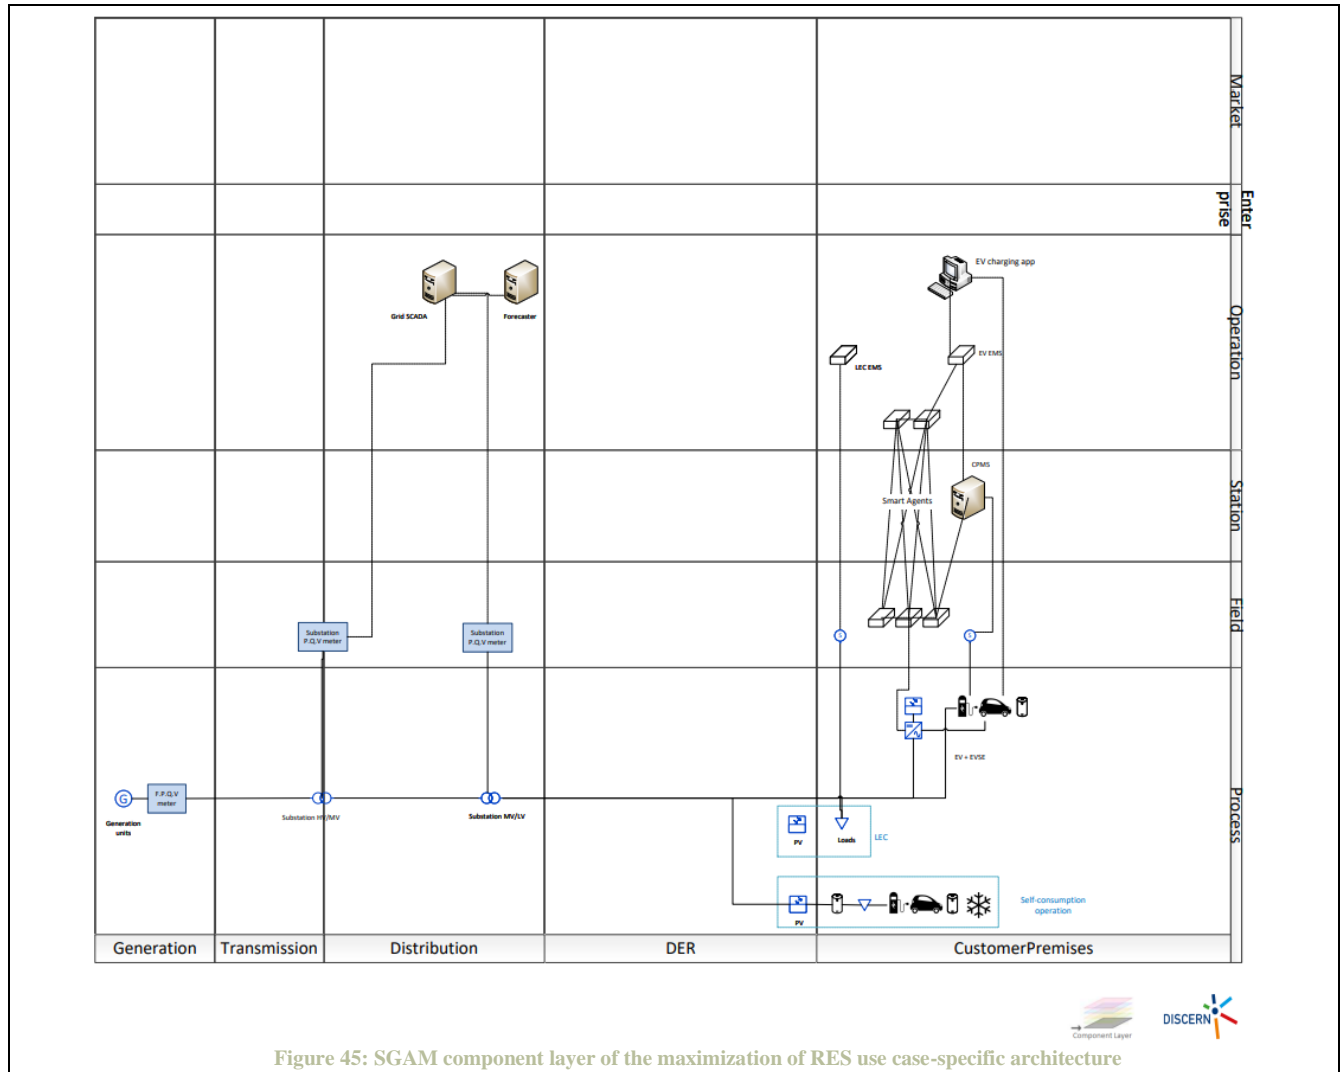 Market
Enter
prise
EV charging app
Grid SCADA
Forecaster
Operation
EV EMS
LEC EMS
CPMS
Smart Agents
Station
Field
Substation
P.Q.V meter
Substation
P.Q.V meter
S
S
EV + EVSE
G
F.P.Q.V
meter
Generation
units
Substation HV/MV
Substation MV/LV
Process
PV
Loads
LEC
Self-consumption
operation
PV
Generation
Transmission
Distribution
DER
CustomerPremises
Component Layer
DISCERN
Figure 45: SGAM component layer of the maximization of RES use case-specific architecture